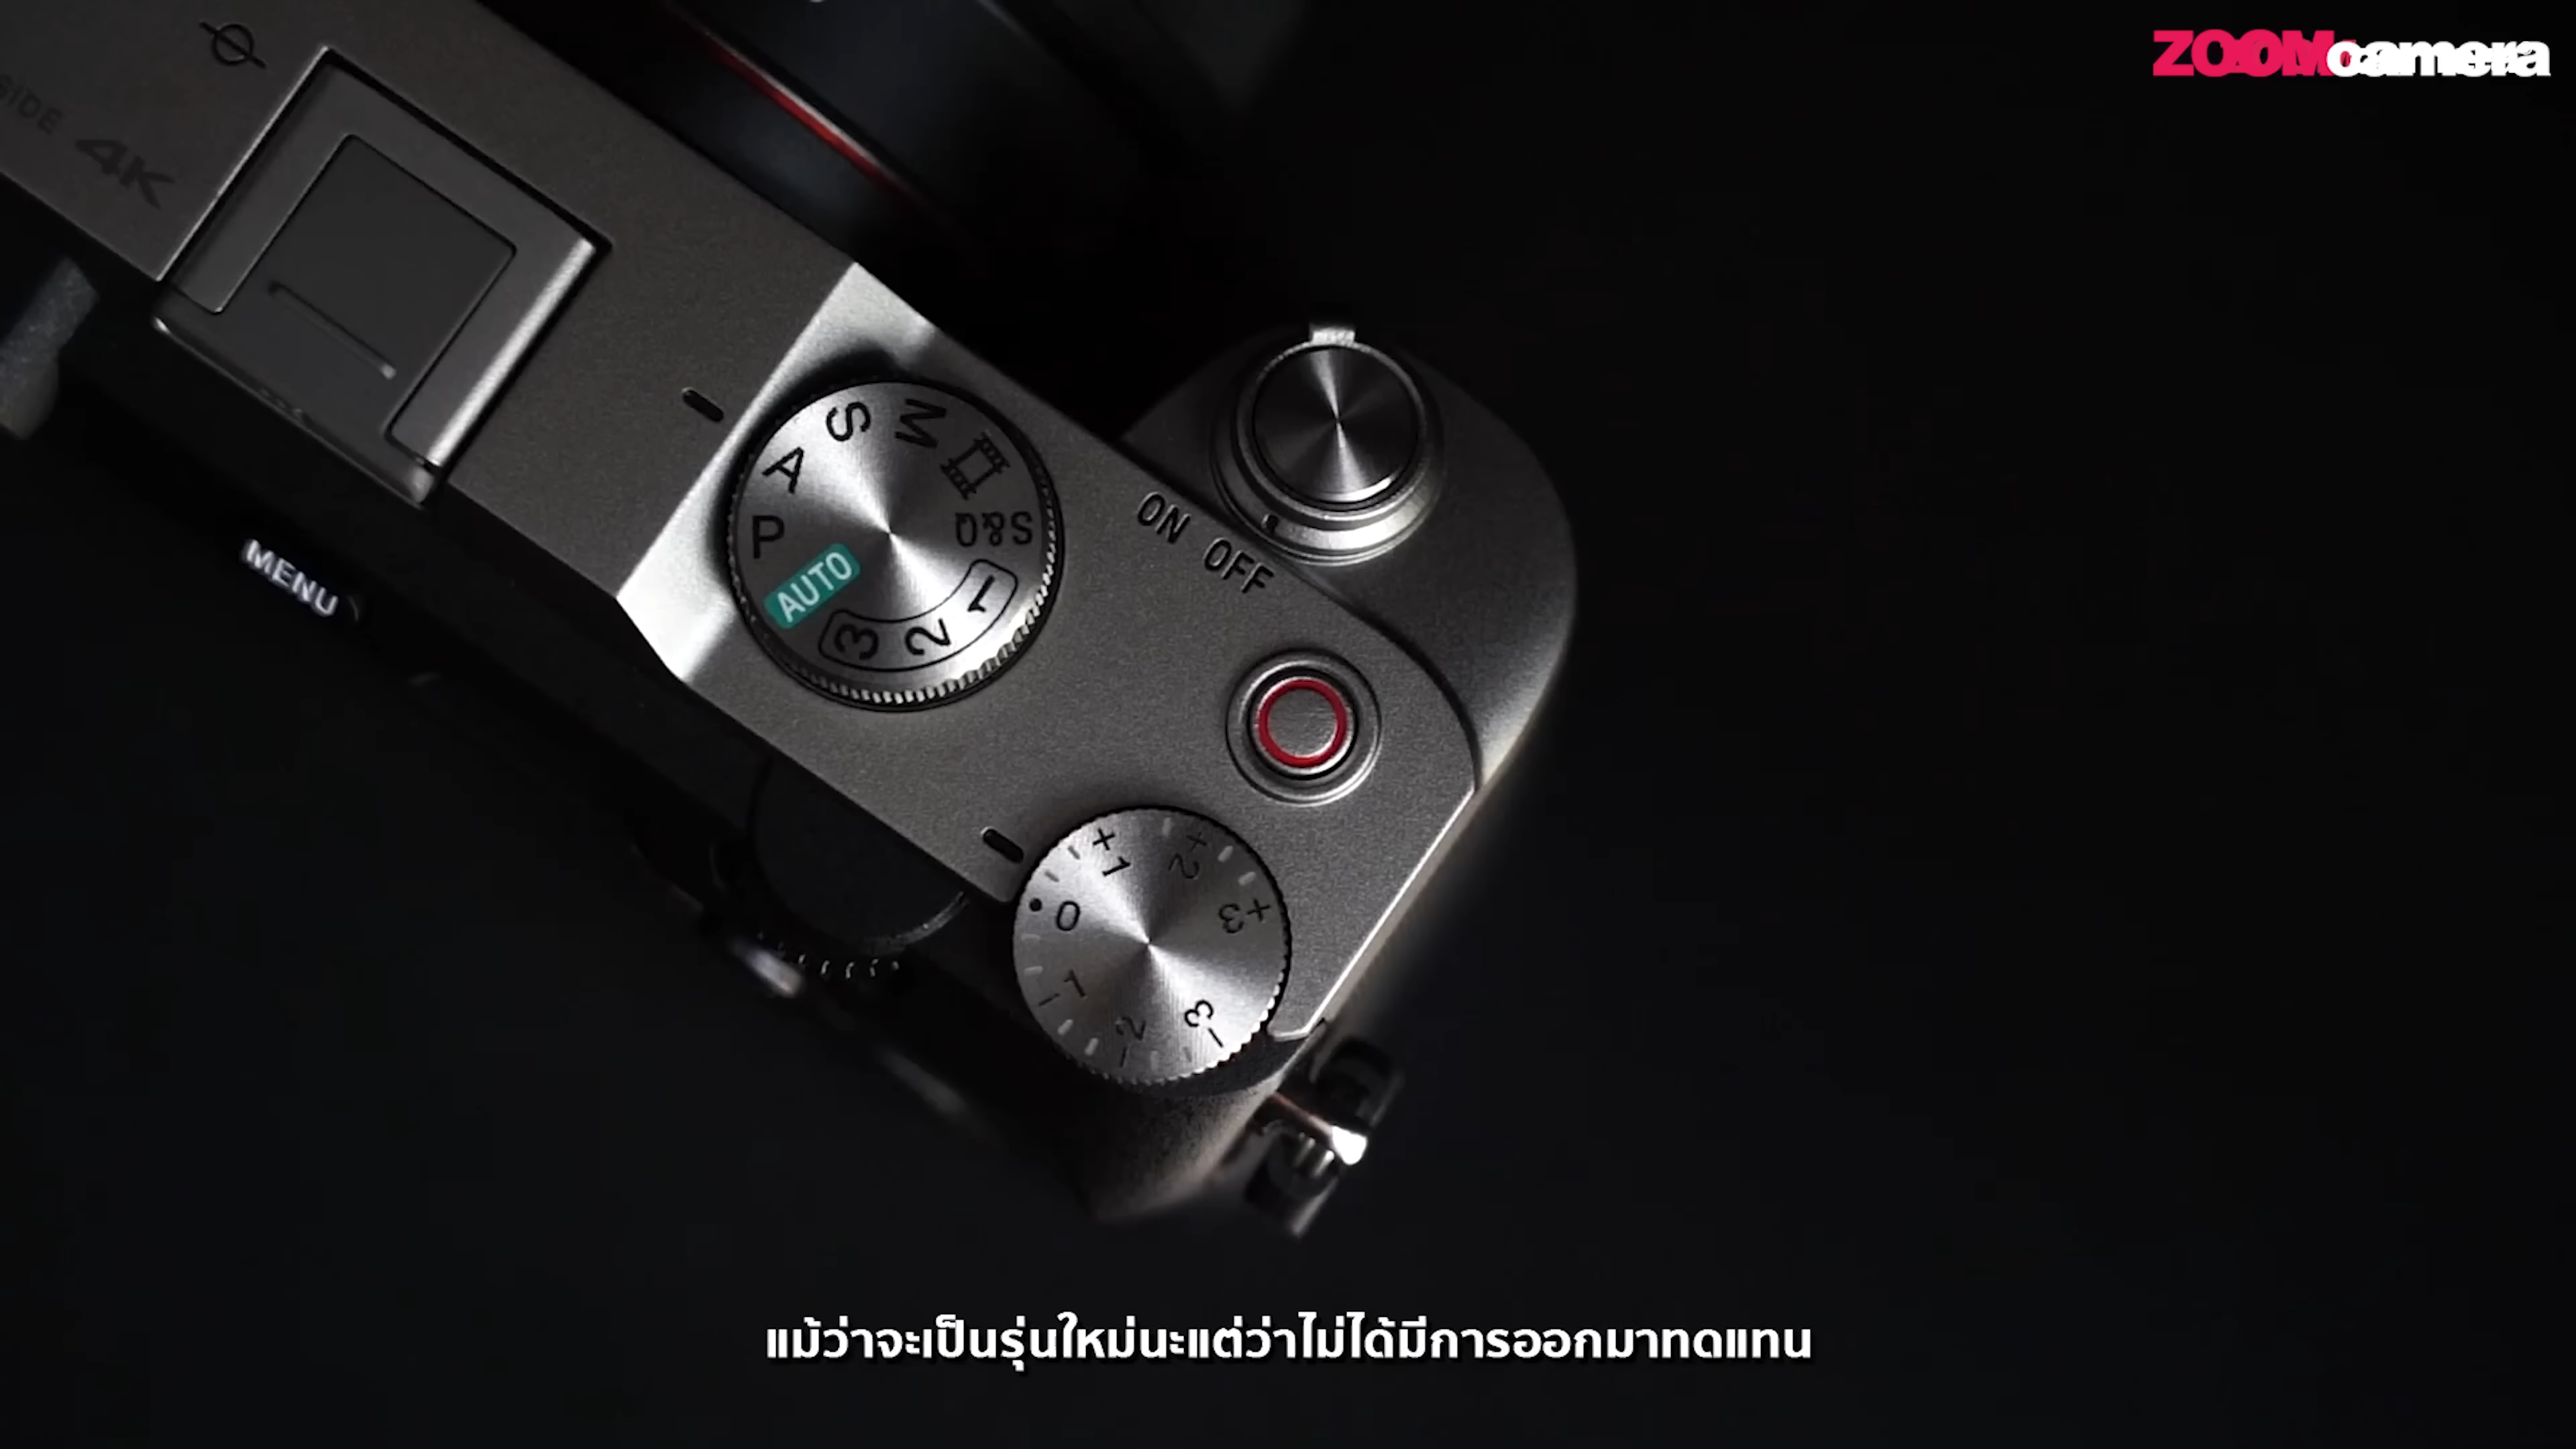 ZOOMcamera
SIDE 4K
MENU
M
S
A
P
AUTO
S&Q
1
2
3
ON OFF
+1
+2
+3
0
-1
-2
-3
แม้ว่าจะเป็นรุ่นใหม่นะแต่ว่าไม่ได้มีการออกมาทดแทน